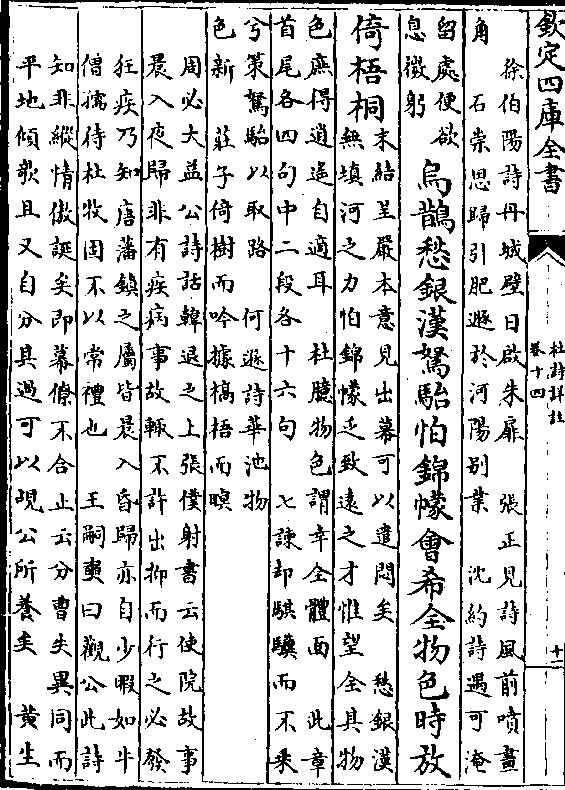 欽定四庫全書
杜詩詳註
卷十四
十二
徐伯陽詩丹城壁日啟朱扉　張正見詩風前噴畫
角　石崇思歸引肥遯於河陽别業　沈約詩遇可淹
留處便欲
息微躬
烏鵲愁銀漢駑駘怕錦幪會希全物色時放
倚梧桐
末結呈嚴本意見出幕可以遣悶矣　愁銀漢
無填河之力怕錦幪乏致遠之才惟望全其物
色庶得逍遥自適耳　杜臆物色謂幸全體面　此章
首尾各四句中二段各十六句　七諫却騏驥而不乘
兮策駑駘以取路　何遜詩華池物
色新　莊子倚樹而吟據槁梧而瞑
周必大益公詩話韓退之上張僕射書云使院故事
晨入夜歸非有疾病事故輒不許出抑而行之必發
狂疾乃知唐藩鎮之屬皆晨入昏歸亦自少暇如牛
僧孺待杜牧固不以常禮也　王嗣奭曰觀公此詩
知非縱情傲誕矣即幕僚不合止云分曹失異同而
平地傾欹且又自分其過可以覘公所養矣　黄生